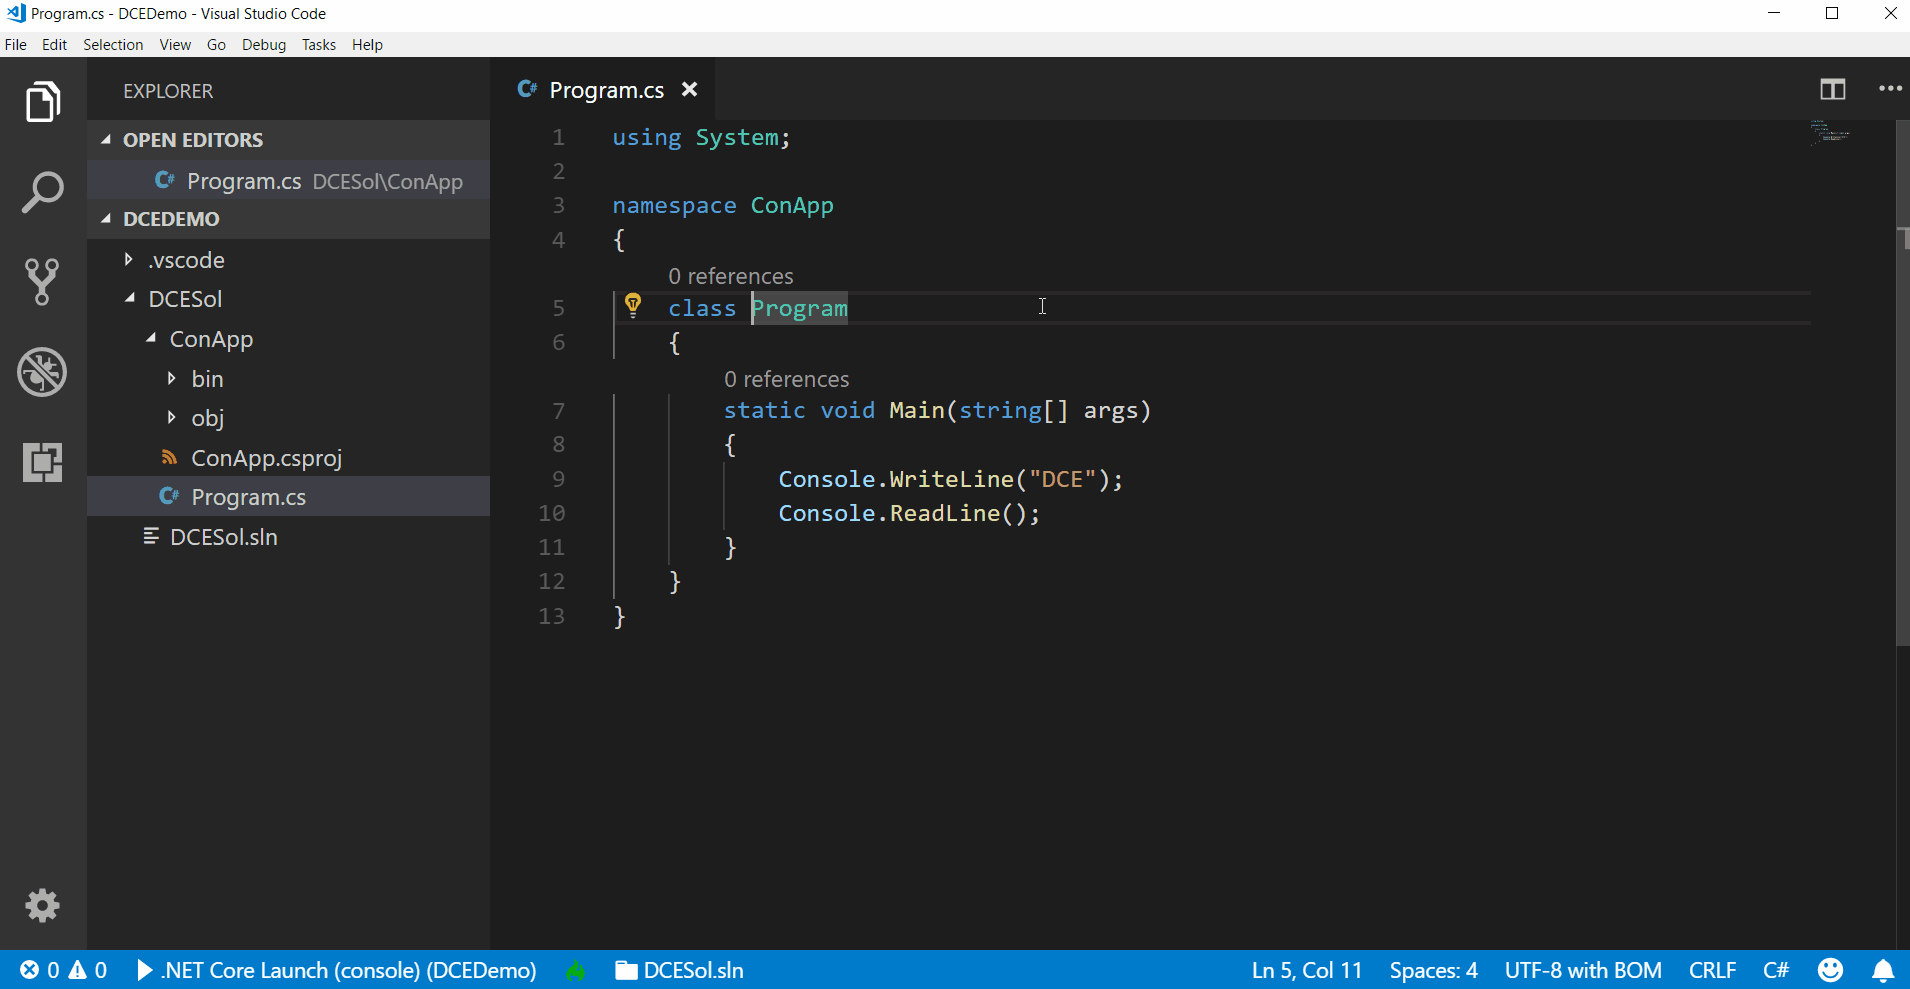 Program.cs - DCEDemo - Visual Studio Code
File Edit Selection View Go Debug Tasks Help
EXPLORER
OPEN EDITORS
C# Program.cs DCESol\ConApp
DCEDEMO
.vscode
DCESol
ConApp
bin
obj
ConApp.csproj
C# Program.cs
DCESol.sln
C# Program.cs
1 using System;
2
3 namespace ConApp
4 {
0 references
5 class Program
6 {
0 references
7 static void Main(string[] args)
8 {
9 Console.WriteLine("DCE");
10 Console.ReadLine();
11 }
12 }
13 }
0 0 .NET Core Launch (console) (DCEDemo) DCESol.sln Ln 5, Col 11 Spaces: 4 UTF-8 with BOM CRLF C#